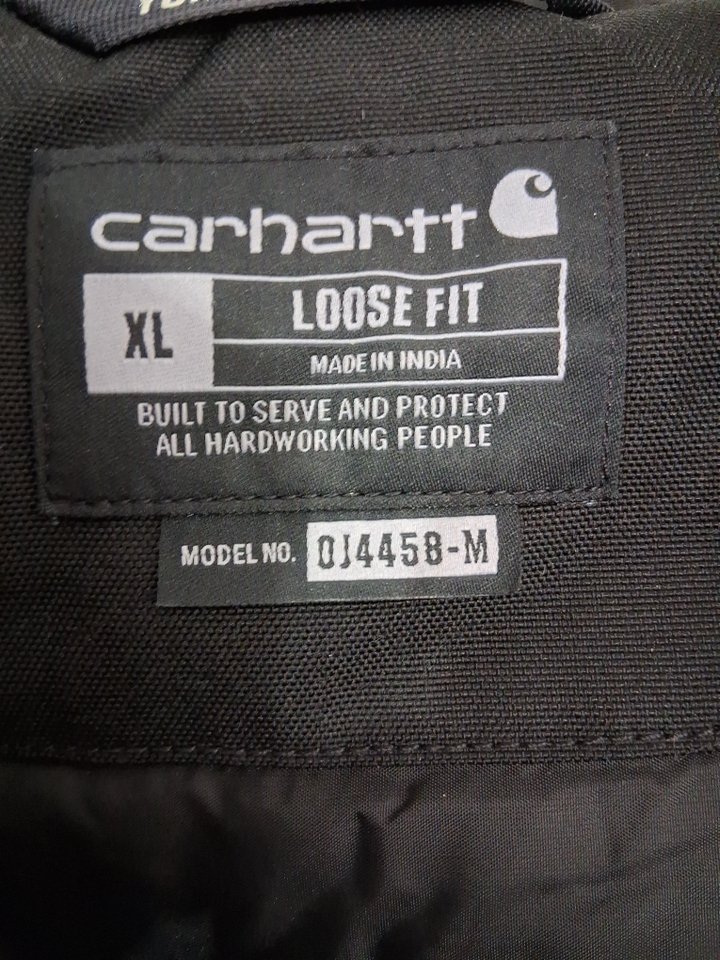 carhartt
XL
LOOSE FIT
MADE IN INDIA
BUILT TO SERVE AND PROTECT
ALL HARDWORKING PEOPLE
MODEL NO. OJ4458-M